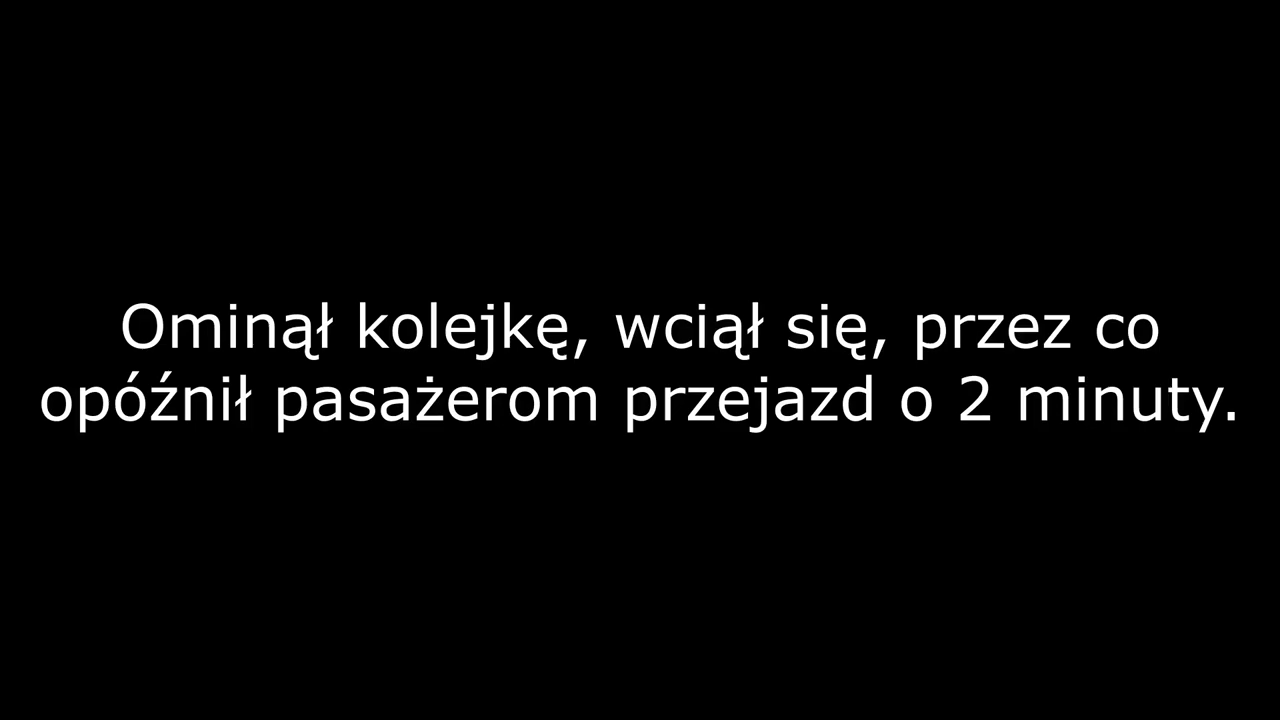 Ominął kolejkę, wciął się, przez co
opóźnił pasażerom przejazd o 2 minuty.